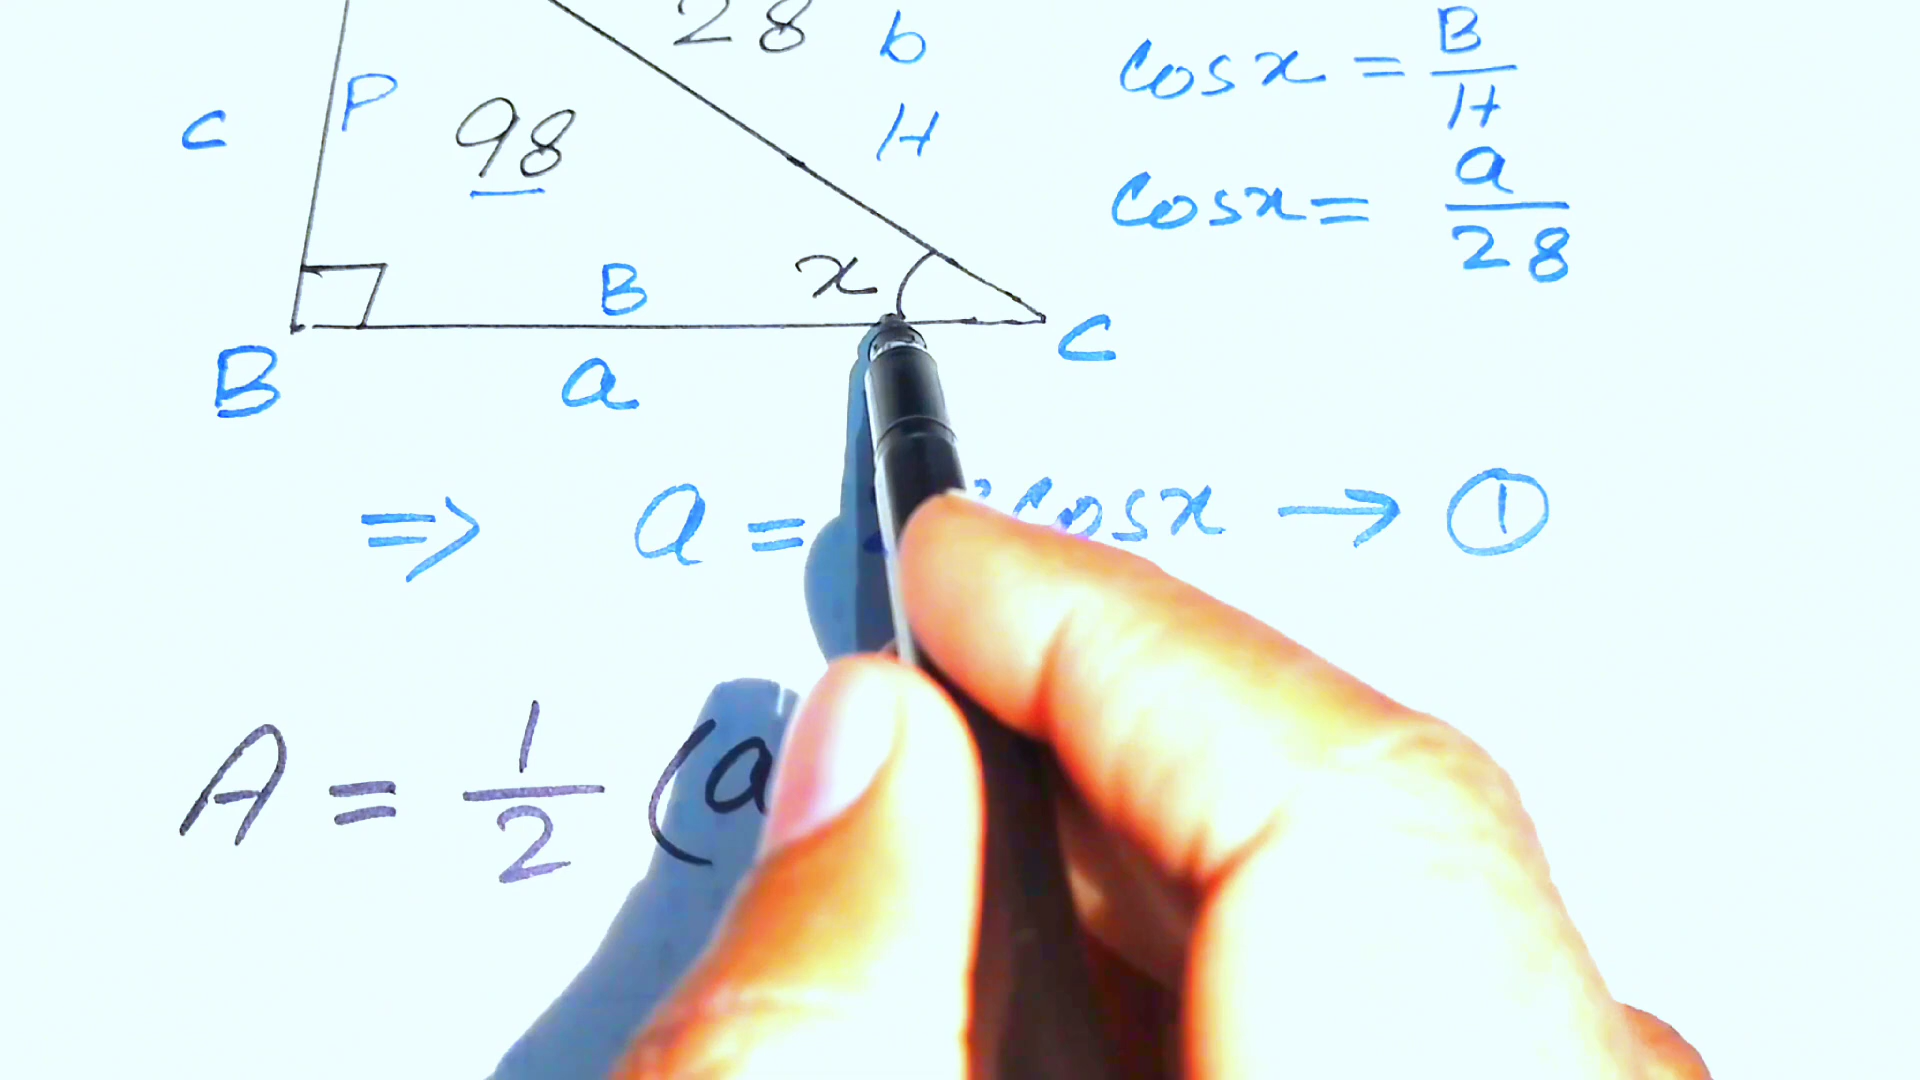 28 b
cos x = B/H
c P 98 H
cos x = a/28
B x
B a C
⇒ a = cos x → ①
A = 1/2 (a